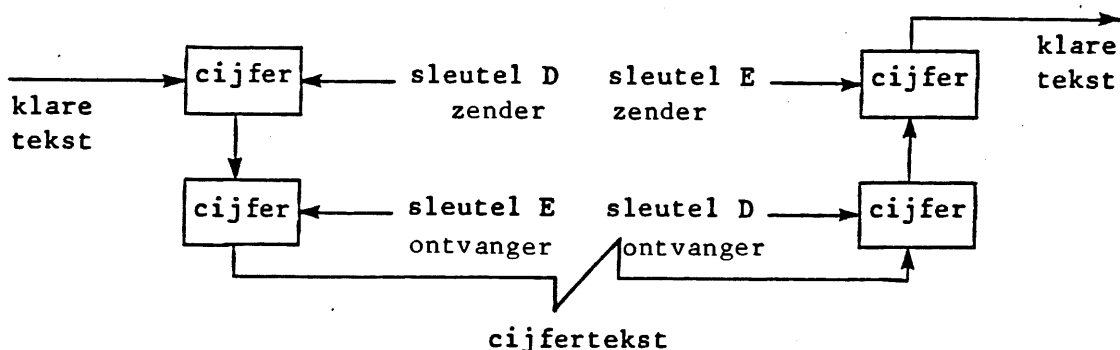 klare
tekst
cijfer
sleutel D
zender
cijfer
sleutel E
ontvanger
sleutel E
zender
cijfer
klare
tekst
sleutel D
ontvanger
cijfer
cijfertekst